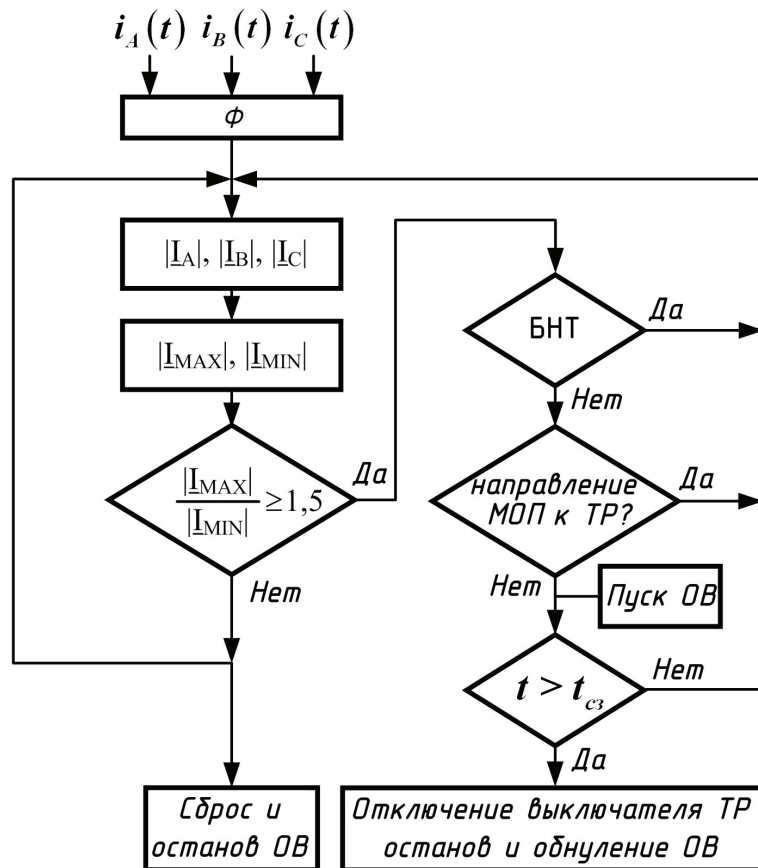 i_A(t) i_B(t) i_C(t)
Ф
|I_A|, |I_B|, |I_C|
|I_MAX|, |I_MIN|
|I_MAX|
|I_MIN|
≥1,5
Да
Нет
Сброс и
останов ОВ
БНТ
Да
Нет
направление
МОП к ТР?
Да
Нет
Пуск ОВ
t > t_сз
Нет
Да
Отключение выключателя ТР
останов и обнуление ОВ